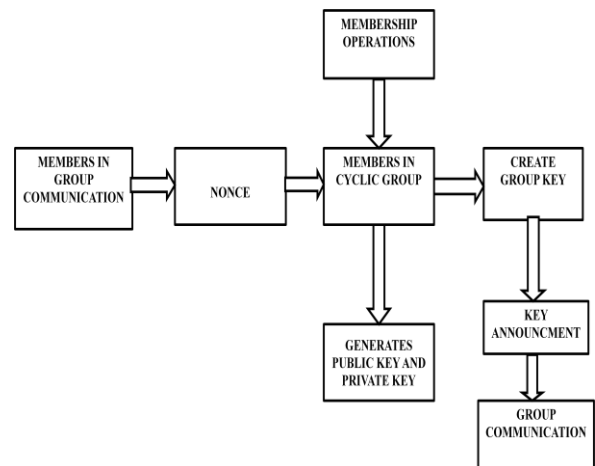 MEMBERSHIP
OPERATIONS
MEMBERS IN
GROUP
COMMUNICATION
NONCE
MEMBERS IN
CYCLIC GROUP
CREATE
GROUP KEY
GENERATES
PUBLIC KEY AND
PRIVATE KEY
KEY
ANNOUNCMENT
GROUP
COMMUNICATION